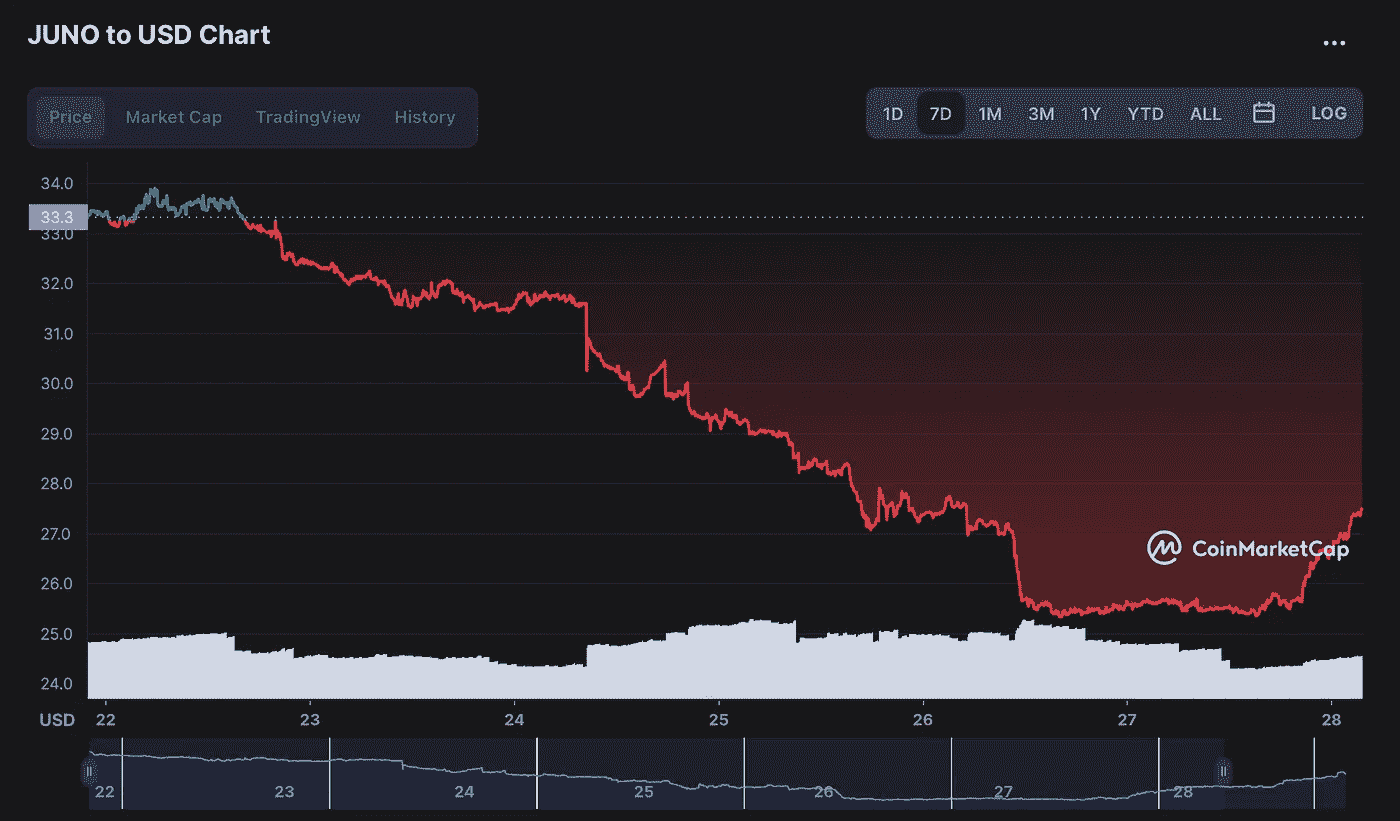 JUNO to USD Chart
Price Market Cap TradingView History
1D 7D 1M 3M 1Y YTD ALL LOG
34.0
33.3
33.0
32.0
31.0
30.0
29.0
28.0
27.0
CoinMarketCap
26.0
25.0
24.0
USD 22 23 24 25 26 27 28
22 23 24 25 26 27 28